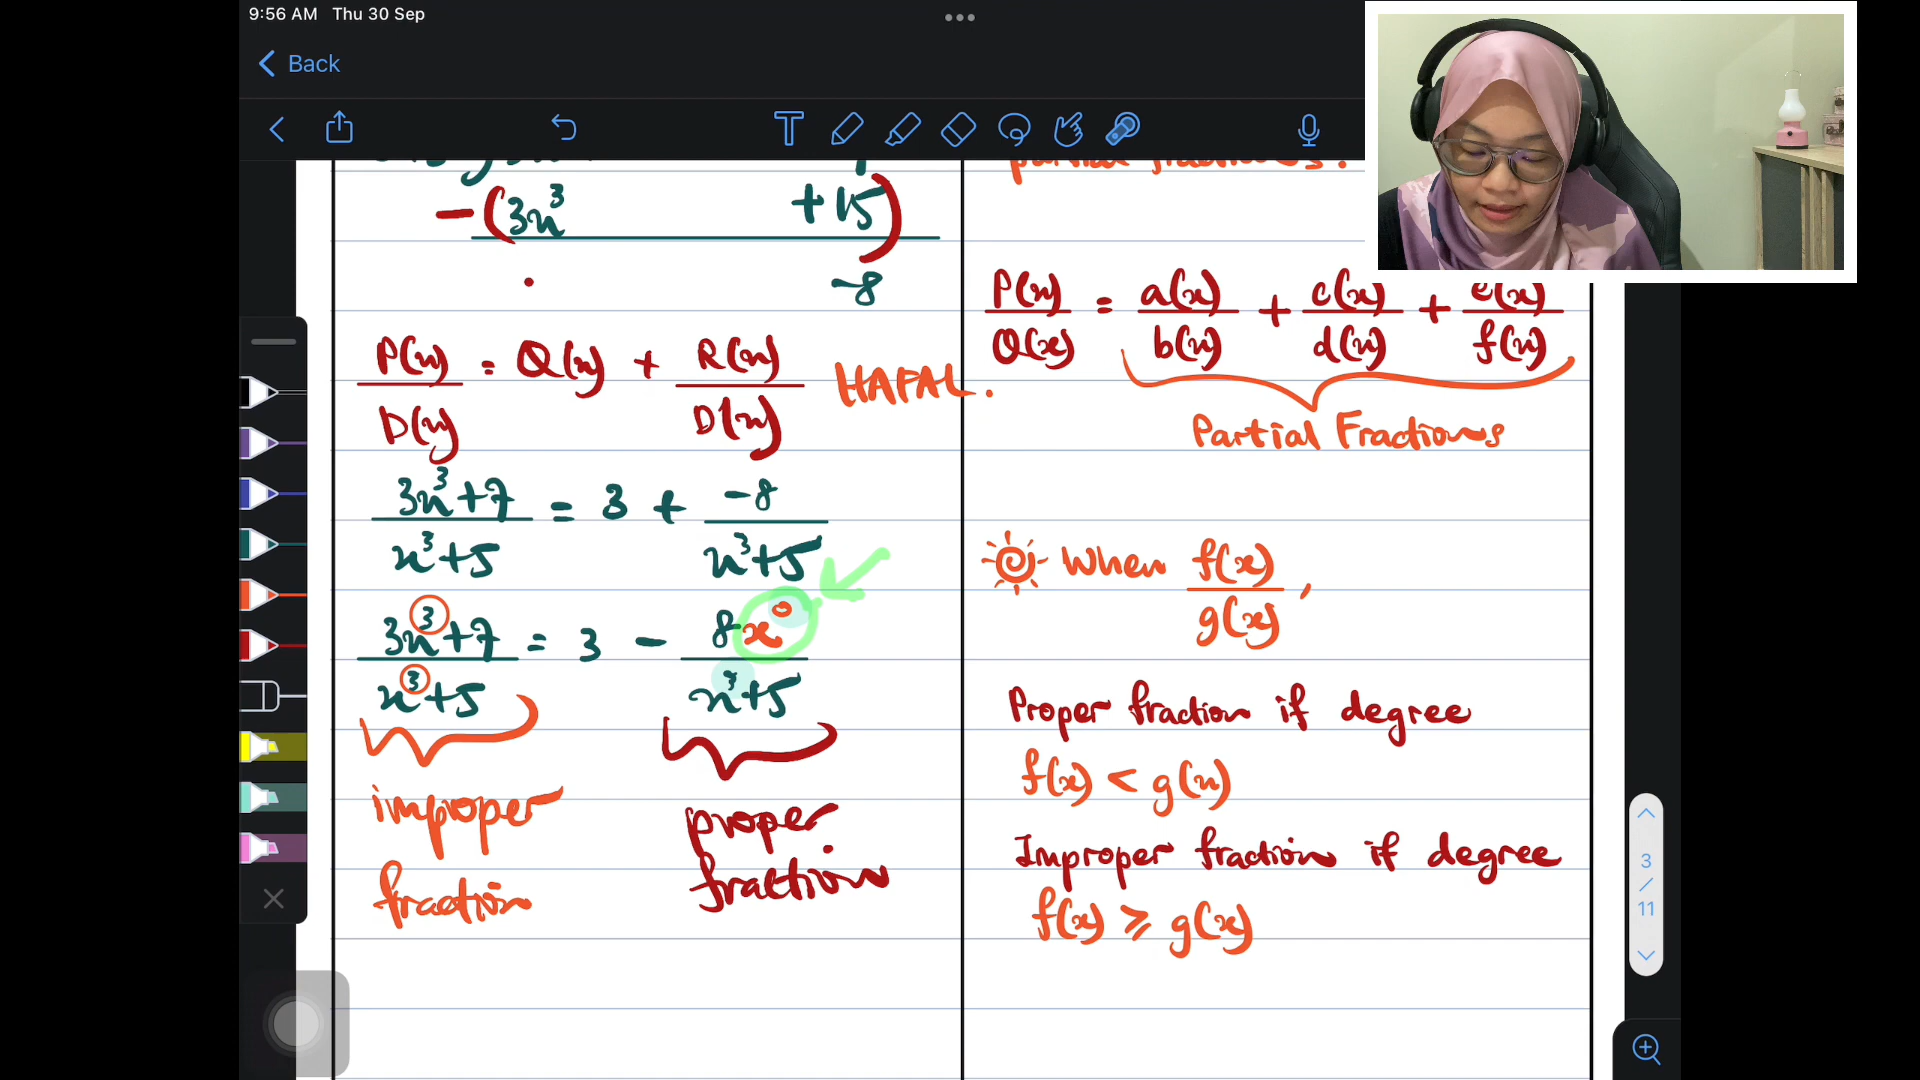 9:56 AM Thu 30 Sep
Back
-(3x³ +15)
-8
P(x)/D(x) = Q(x) + R(x)/D(x) HAFAL.
(3x³+7)/(x³+5) = 3 + -8/(x³+5)
(3x³+7)/(x³+5) = 3 - 8x⁰/(x³+5)
improper
fraction
proper
fraction
partial fractions.
P(x)/Q(x) = a(x)/b(x) + c(x)/d(x) + e(x)/f(x)
Partial Fractions
When f(x)/g(x),
Proper fraction if degree
f(x) < g(x)
Improper fraction if degree
f(x) ⩾ g(x)
3
/
11